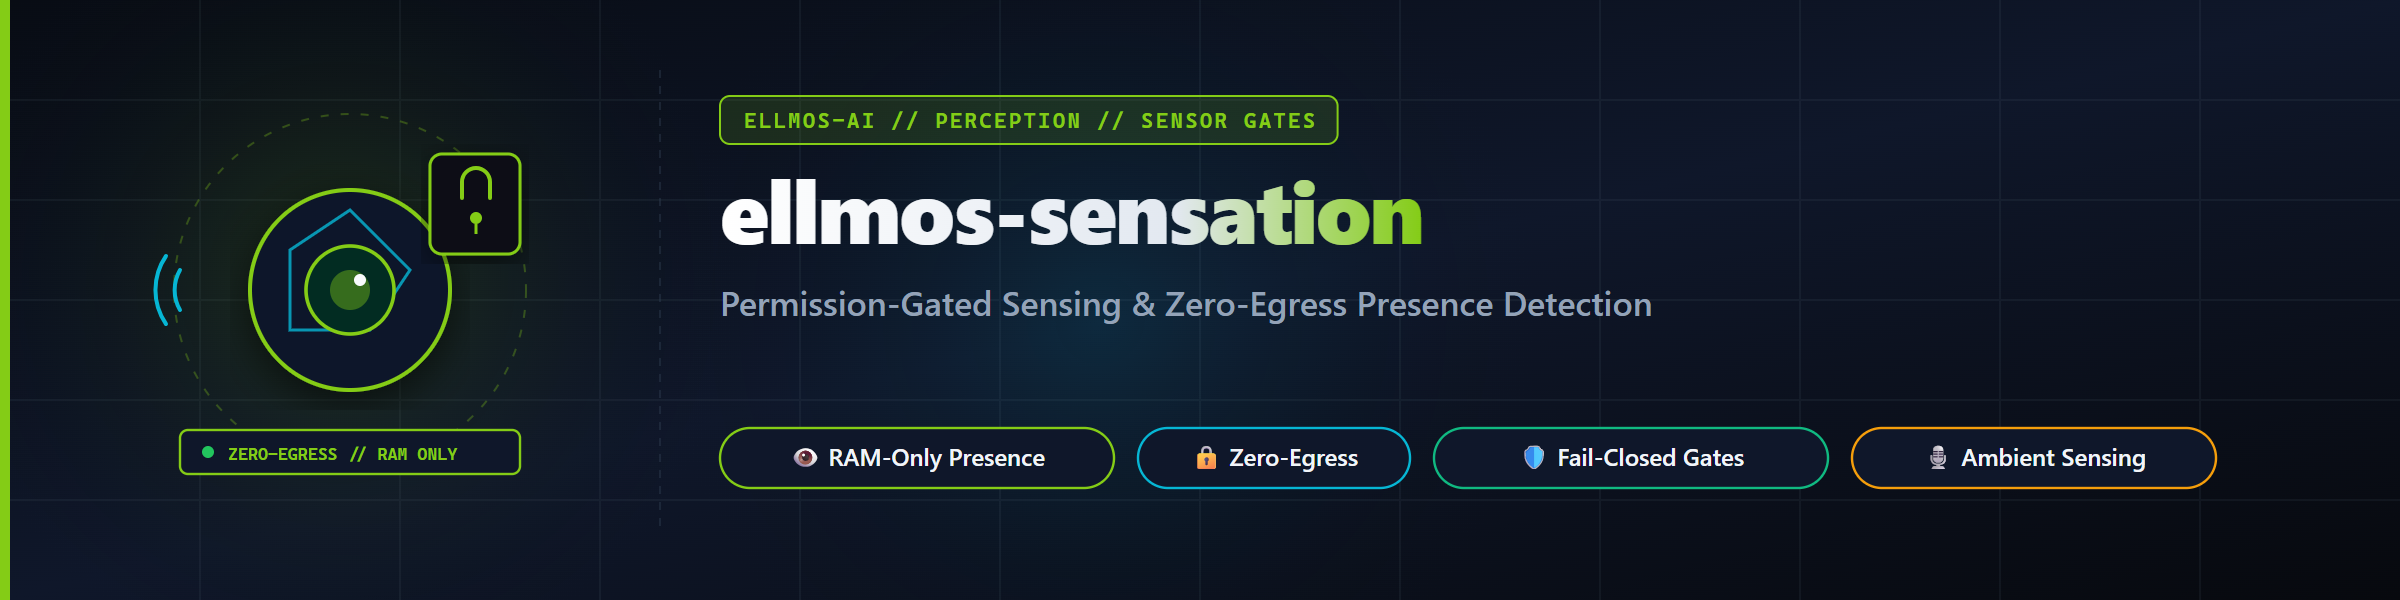 ELLMOS-AI // PERCEPTION // SENSOR GATES
ellmos-sensation
Permission-Gated Sensing & Zero-Egress Presence Detection
ZERO-EGRESS // RAM ONLY
RAM-Only Presence
Zero-Egress
Fail-Closed Gates
Ambient Sensing